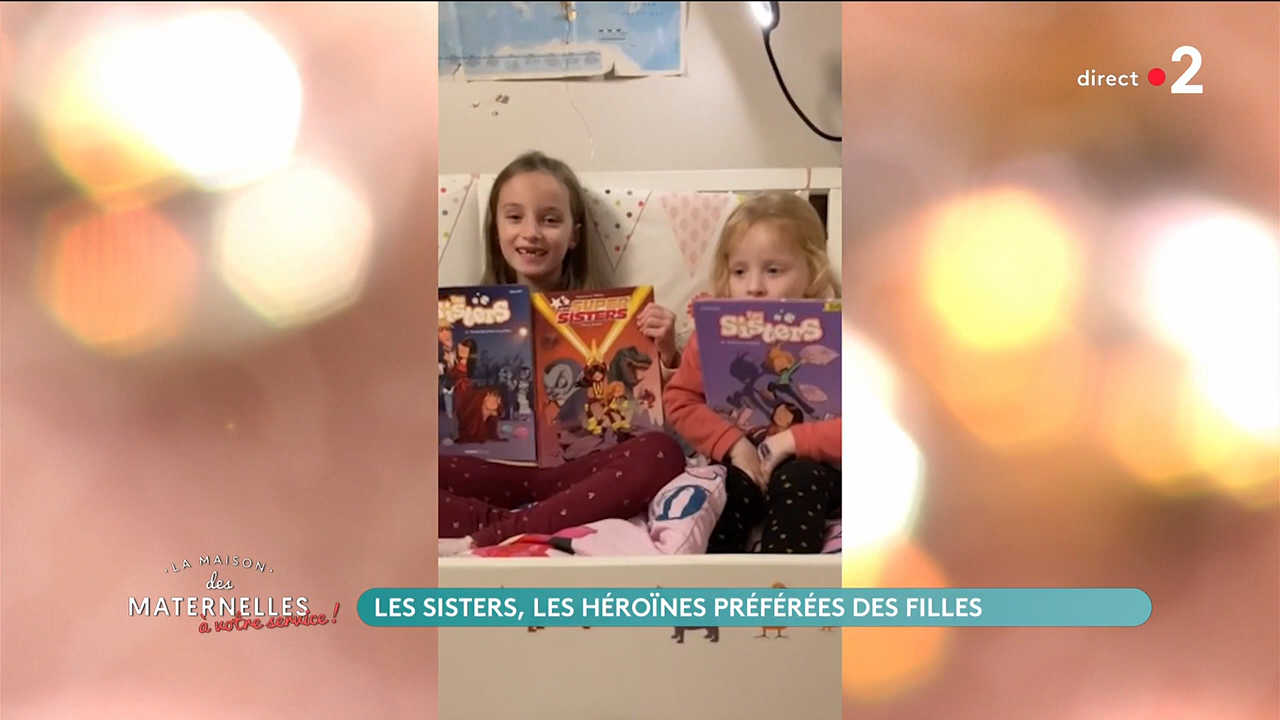 direct 2
Les
Sisters
SUPER
SISTERS
Les
Sisters
· LA MAISON ·
des
MATERNELLES
à votre service !
LES SISTERS, LES HÉROÏNES PRÉFÉRÉES DES FILLES